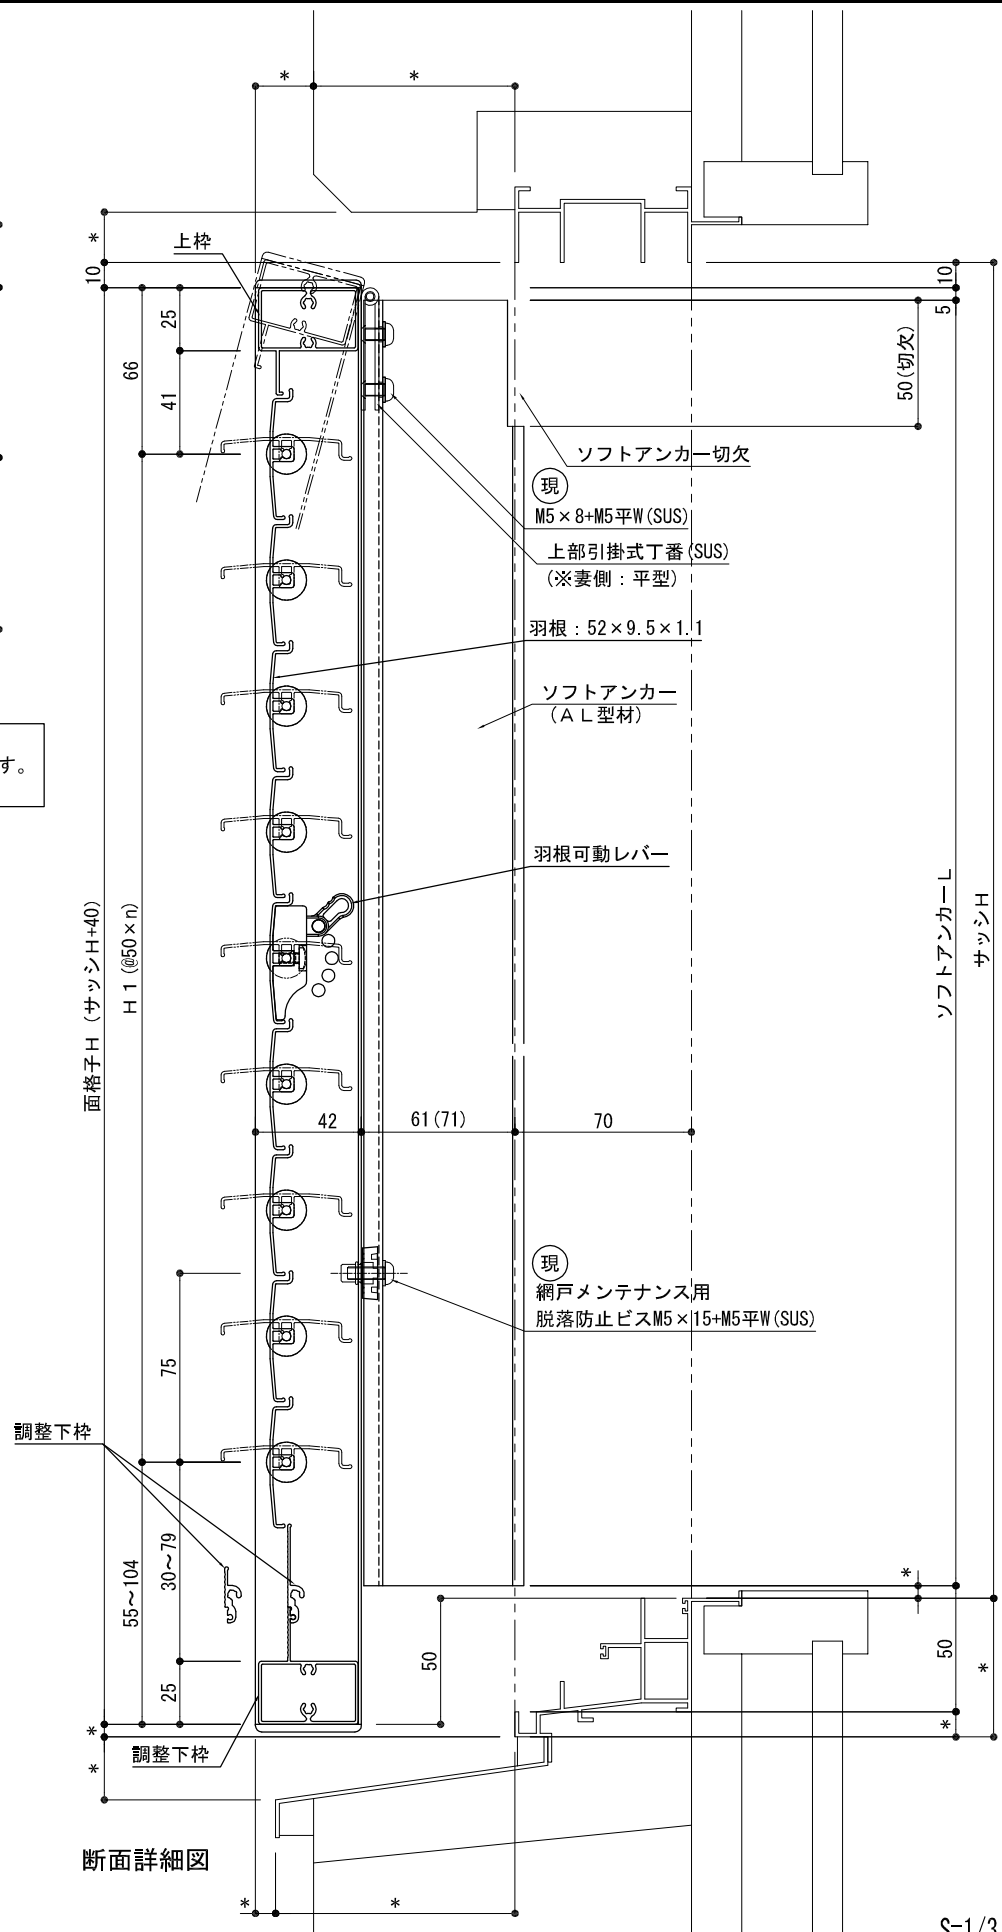 *
*
*
10
上枠
25
66
41
10
5
50(切欠)
ソフトアンカー切欠
現
M5×8+M5平W(SUS)
上部引掛式丁番(SUS)
(※妻側：平型)
羽根：52×9.5×1.1
ソフトアンカー
(ＡＬ型材)
す。
羽根可動レバー
面格子Ｈ (サッシＨ+40)
Ｈ１(@50×n)
ソフトアンカーＬ
サッシＨ
42
61(71)
70
現
網戸メンテナンス用
脱落防止ビスM5×15+M5平W(SUS)
75
調整下枠
30～79
55～104
*
50
50
*
25
*
*
*
調整下枠
断面詳細図
*
*
S=1/3